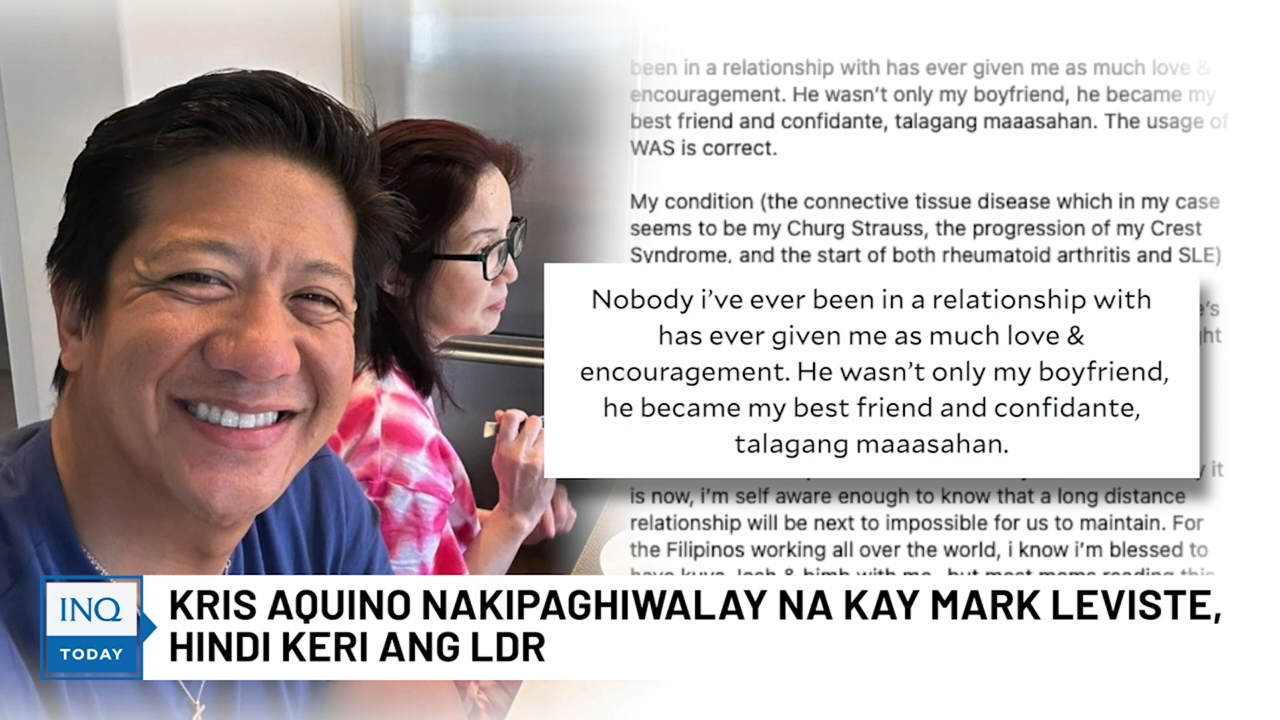 been in a relationship with has ever given me as much love &
encouragement. He wasn't only my boyfriend, he became my
best friend and confidante, talagang maaasahan. The usage of
WAS is correct.
My condition (the connective tissue disease which in my case
seems to be my Churg Strauss, the progression of my Crest
Syndrome, and the start of both rheumatoid arthritis and SLE)
Nobody i've ever been in a relationship with
has ever given me as much love &
encouragement. He wasn't only my boyfriend,
he became my best friend and confidante,
talagang maaasahan.
it
is now, i'm self aware enough to know that a long distance
relationship will be next to impossible for us to maintain. For
the Filipinos working all over the world, i know i'm blessed to
INQ
TODAY
KRIS AQUINO NAKIPAGHIWALAY NA KAY MARK LEVISTE,
HINDI KERI ANG LDR